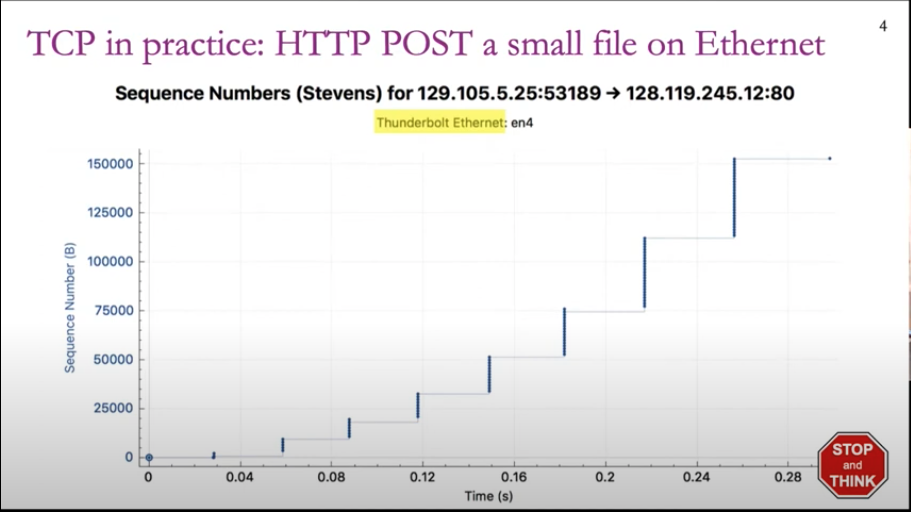 TCP in practice: HTTP POST a small file on Ethernet
4
Sequence Numbers (Stevens) for 129.105.5.25:53189 → 128.119.245.12:80
Thunderbolt Ethernet: en4
150000
125000
100000
75000
50000
25000
0
Sequence Number (B)
0 0.04 0.08 0.12 0.16 0.2 0.24 0.28
Time (s)
STOP
and
THINK